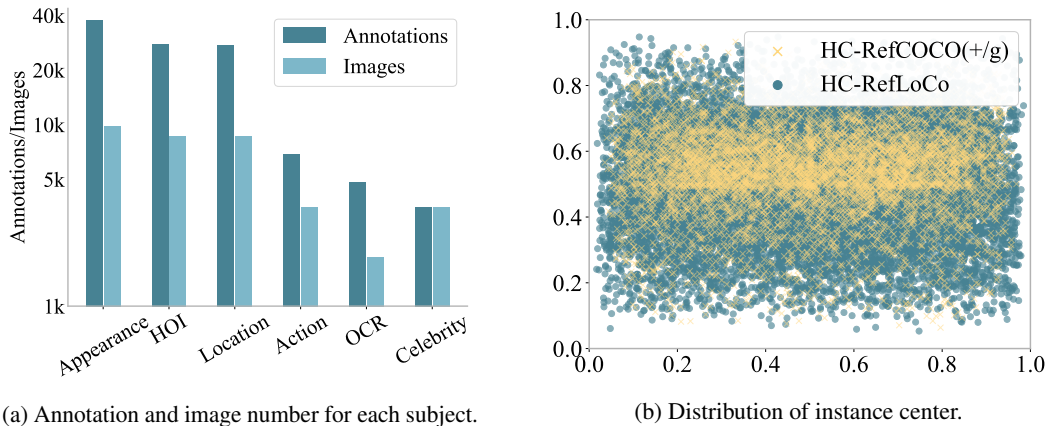 40k
20k
10k
5k
1k
Annotations/Images
Annotations
Images
Appearance
HOI
Location
Action
OCR
Celebrity
(a) Annotation and image number for each subject.
1.0
0.8
0.6
0.4
0.2
0.0
HC-RefCOCO(+/g)
HC-RefLoCo
0.0 0.2 0.4 0.6 0.8 1.0
(b) Distribution of instance center.